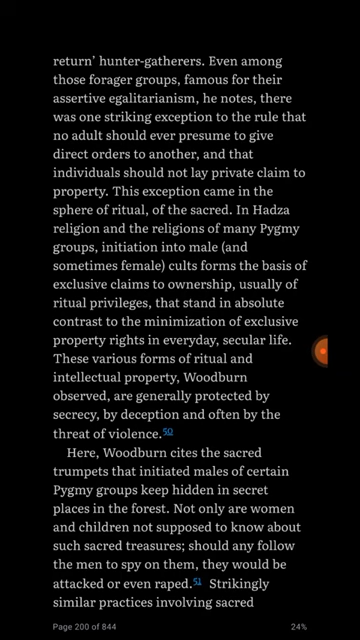 return’ hunter-gatherers. Even among
those forager groups, famous for their
assertive egalitarianism, he notes, there
was one striking exception to the rule that
no adult should ever presume to give
direct orders to another, and that
individuals should not lay private claim to
property. This exception came in the
sphere of ritual, of the sacred. In Hadza
religion and the religions of many Pygmy
groups, initiation into male (and
sometimes female) cults forms the basis of
exclusive claims to ownership, usually of
ritual privileges, that stand in absolute
contrast to the minimization of exclusive
property rights in everyday, secular life.
These various forms of ritual and
intellectual property, Woodburn
observed, are generally protected by
secrecy, by deception and often by the
threat of violence.50
Here, Woodburn cites the sacred
trumpets that initiated males of certain
Pygmy groups keep hidden in secret
places in the forest. Not only are women
and children not supposed to know about
such sacred treasures; should any follow
the men to spy on them, they would be
attacked or even raped.51 Strikingly
similar practices involving sacred
Page 200 of 844 24%